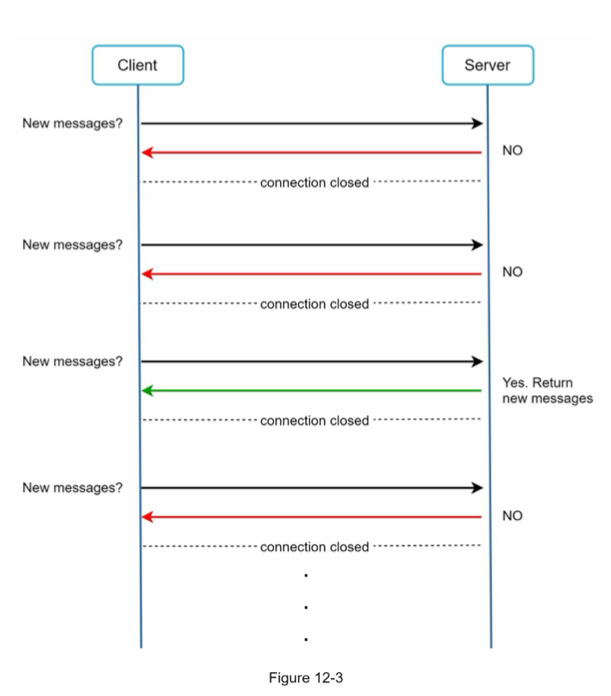 Client
Server
New messages?
NO
connection closed
New messages?
NO
connection closed
New messages?
Yes. Return
new messages
connection closed
New messages?
NO
connection closed
Figure 12-3